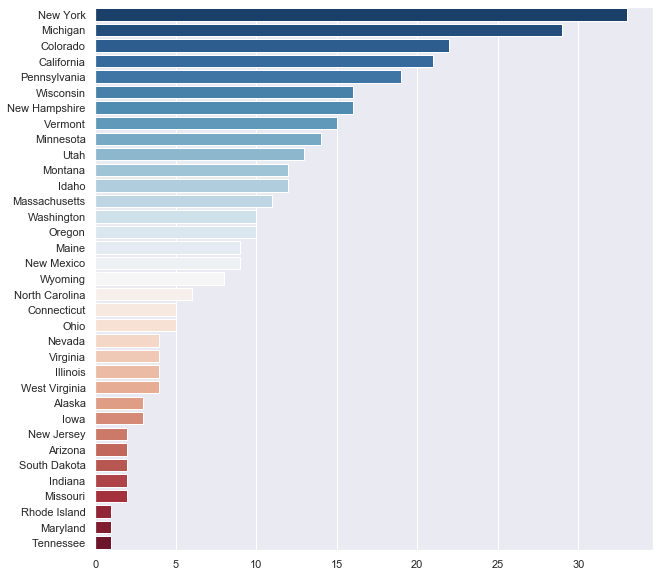 New York
Michigan
Colorado
California
Pennsylvania
Wisconsin
New Hampshire
Vermont
Minnesota
Utah
Montana
Idaho
Massachusetts
Washington
Oregon
Maine
New Mexico
Wyoming
North Carolina
Connecticut
Ohio
Nevada
Virginia
Illinois
West Virginia
Alaska
Iowa
New Jersey
Arizona
South Dakota
Indiana
Missouri
Rhode Island
Maryland
Tennessee
0 5 10 15 20 25 30